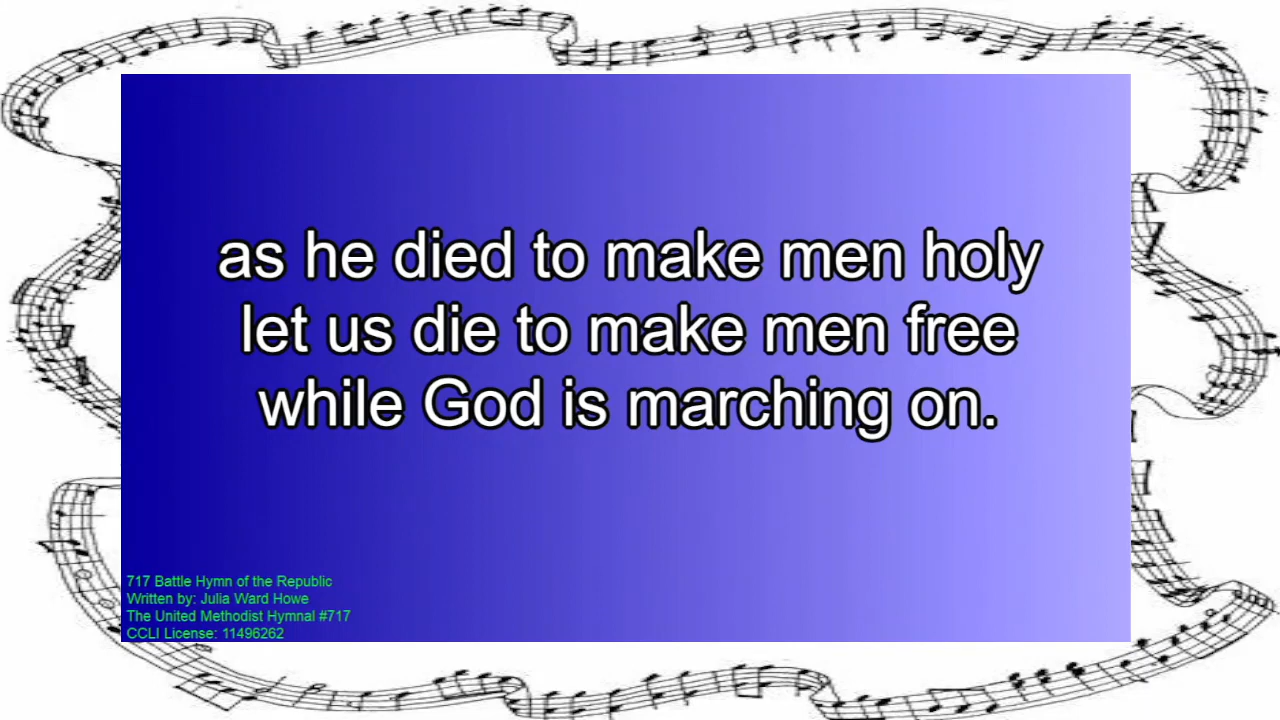 as he died to make men holy
let us die to make men free
while God is marching on.
717 Battle Hymn of the Republic
Written by: Julia Ward Howe
The United Methodist Hymnal #717
CCLI License: 11496262